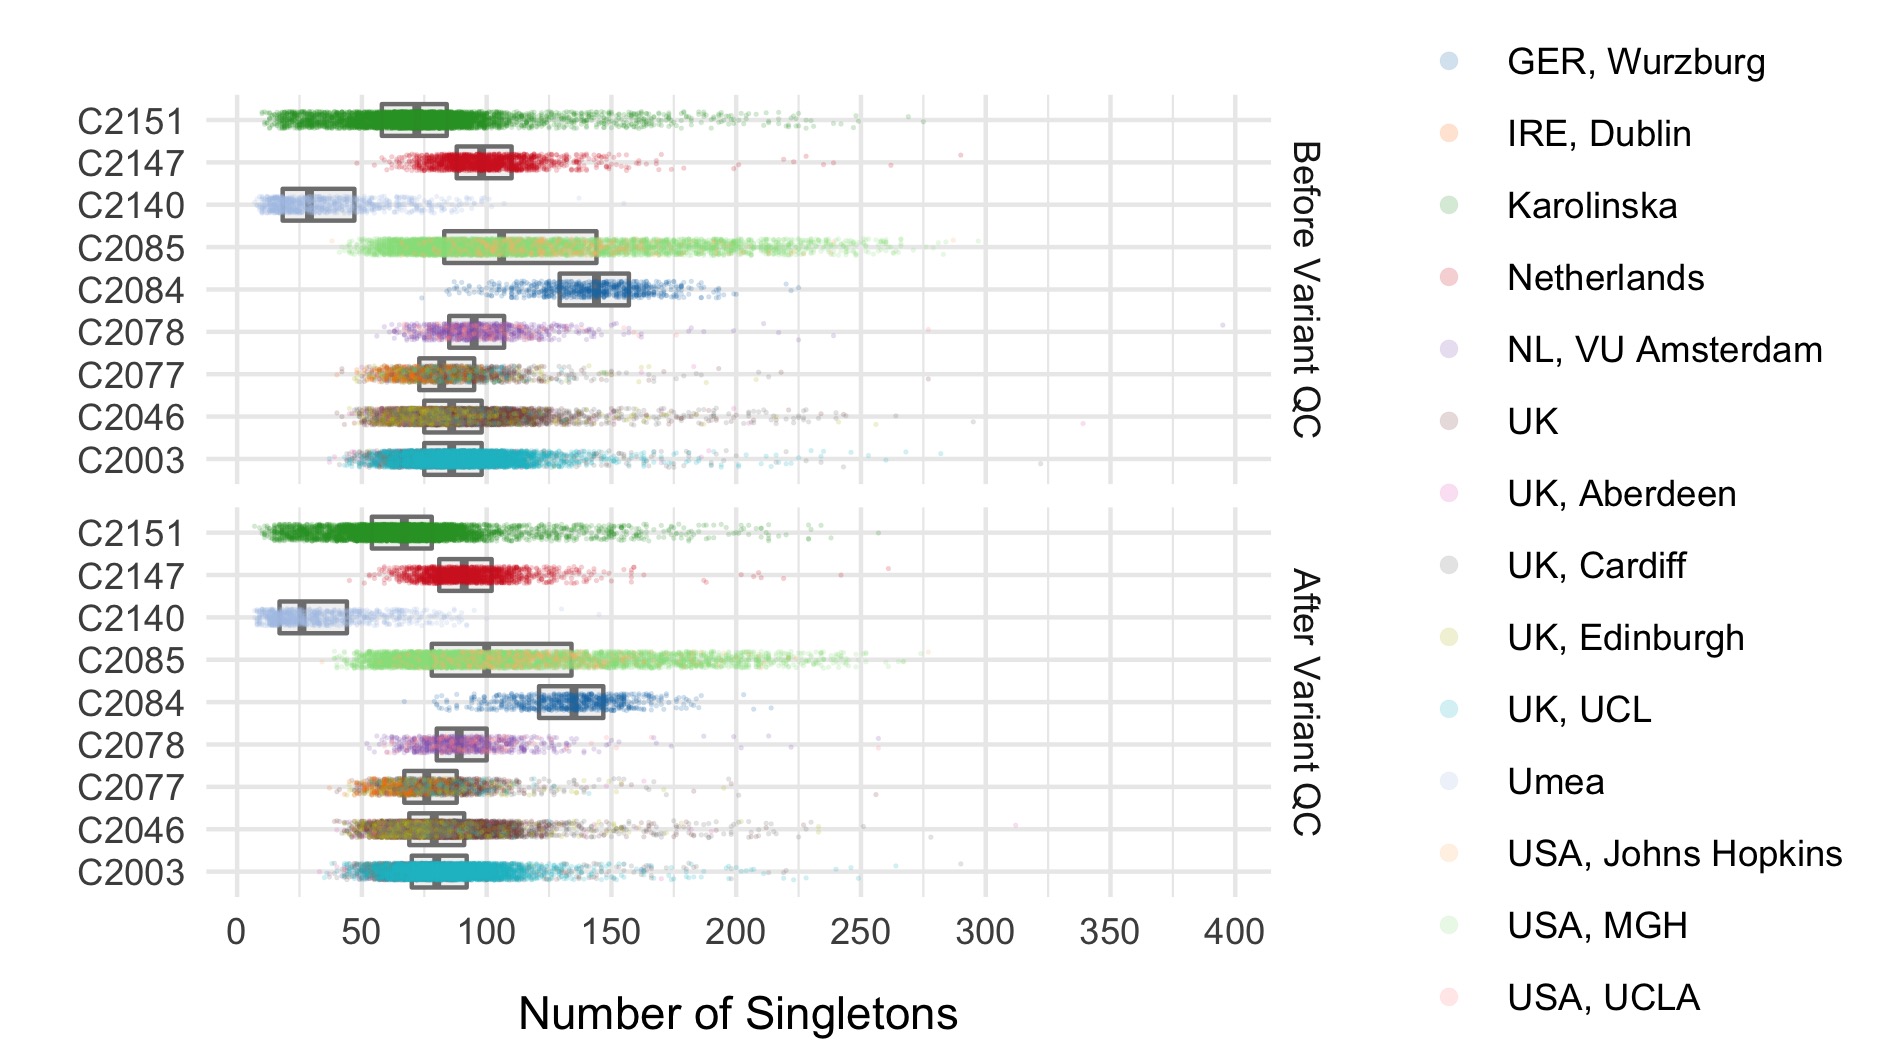 C2151
C2147
C2140
C2085
C2084
C2078
C2077
C2046
C2003
Before Variant QC
C2151
C2147
C2140
C2085
C2084
C2078
C2077
C2046
C2003
After Variant QC
0 50 100 150 200 250 300 350 400
Number of Singletons
GER, Wurzburg
IRE, Dublin
Karolinska
Netherlands
NL, VU Amsterdam
UK
UK, Aberdeen
UK, Cardiff
UK, Edinburgh
UK, UCL
Umea
USA, Johns Hopkins
USA, MGH
USA, UCLA